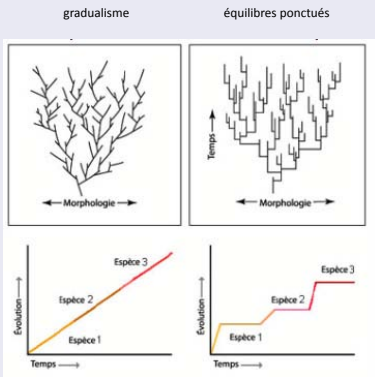 gradualisme
équilibres ponctués
Morphologie
Temps
Morphologie
Espèce 3
Espèce 2
Espèce 1
Évolution
Temps
Espèce 3
Espèce 2
Espèce 1
Évolution
Temps